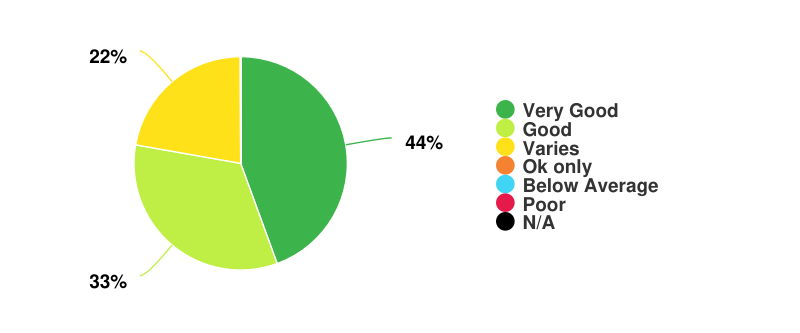 22%
44%
33%
Very Good
Good
Varies
Ok only
Below Average
Poor
N/A